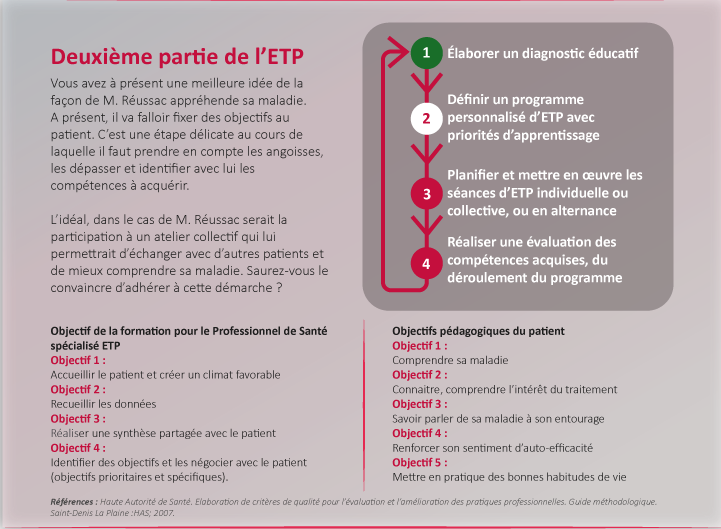 Deuxième partie de l'ETP
Vous avez à présent une meilleure idée de la
façon de M. Réussac appréhende sa maladie.
A présent, il va falloir fixer des objectifs au
patient. C'est une étape délicate au cours de
laquelle il faut prendre en compte les angoisses,
les dépasser et identifier avec lui les
compétences à acquérir.
L'idéal, dans le cas de M. Réussac serait la
participation à un atelier collectif qui lui
permettrait d'échanger avec d'autres patients et
de mieux comprendre sa maladie. Saurez-vous le
convaincre d'adhérer à cette démarche ?
1 Élaborer un diagnostic éducatif
Définir un programme
2 personnalisé d'ETP avec
priorités d'apprentissage
Planifier et mettre en œuvre les
3 séances d'ETP individuelle ou
collective, ou en alternance
Réaliser une évaluation des
4 compétences acquises, du
déroulement du programme
Objectif de la formation pour le Professionnel de Santé
spécialisé ETP
Objectif 1 :
Accueillir le patient et créer un climat favorable
Objectif 2 :
Recueillir les données
Objectif 3 :
Réaliser une synthèse partagée avec le patient
Objectif 4 :
Identifier des objectifs et les négocier avec le patient
(objectifs prioritaires et spécifiques).
Objectifs pédagogiques du patient
Objectif 1 :
Comprendre sa maladie
Objectif 2 :
Connaitre, comprendre l'intérêt du traitement
Objectif 3 :
Savoir parler de sa maladie à son entourage
Objectif 4 :
Renforcer son sentiment d'auto-efficacité
Objectif 5 :
Mettre en pratique des bonnes habitudes de vie
Références : Haute Autorité de Santé. Elaboration de critères de qualité pour l'évaluation et l'amélioration des pratiques professionnelles. Guide méthodologique.
Saint-Denis La Plaine :HAS; 2007.